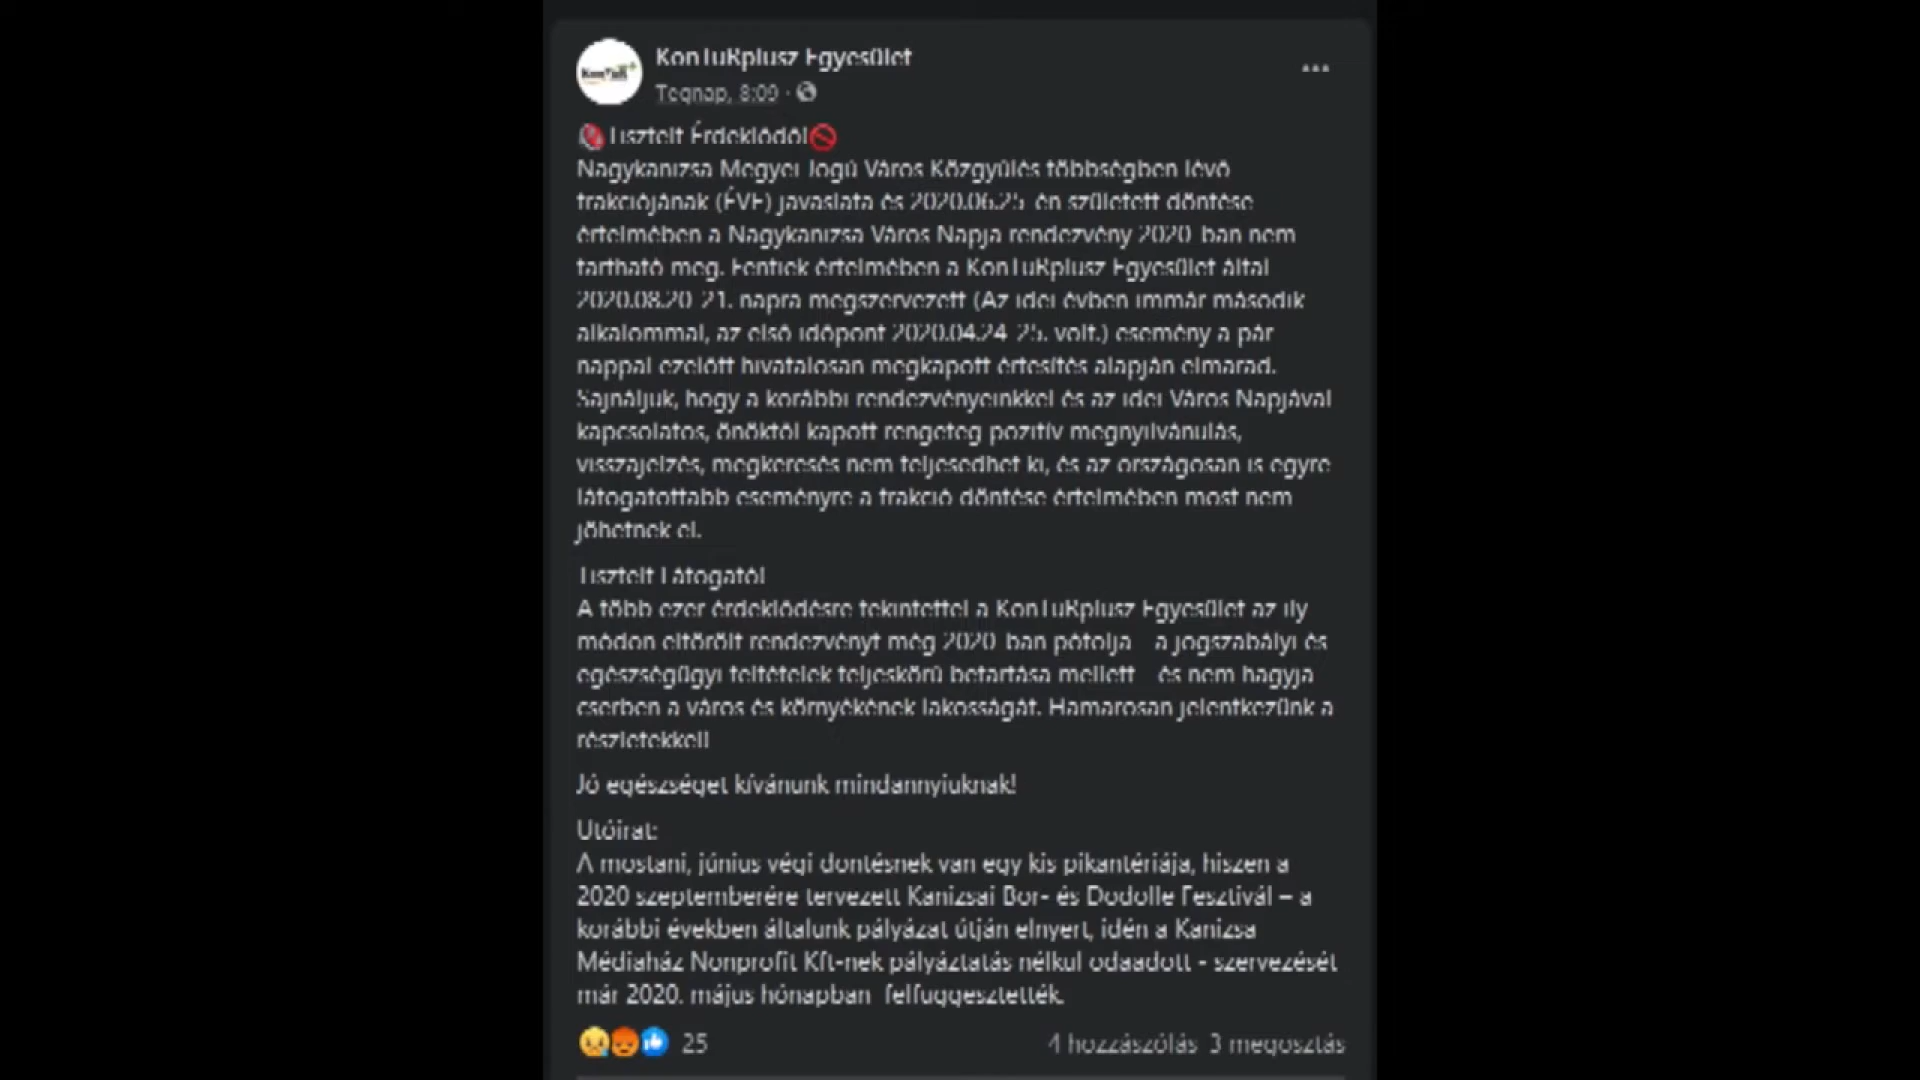 KonTuRplusz Egyesület
Tegnap, 8:09 ·
Tisztelt Érdeklődő!
Nagykanizsa Megyei Jogú Város Közgyűlés többségben lévő
frakciójának (ÉVE) javaslata és 2020.06.25-én született döntése
értelmében a Nagykanizsa Város Napja rendezvény 2020-ban nem
tartható meg. Fentiek értelmében a KonTuRplusz Egyesület által
2020.08.20-21. napra megszervezett (Az idei évben immár második
alkalommal, az első időpont 2020.04.24-25. volt.) esemény a pár
nappal ezelőtt hivatalosan megkapott értesítés alapján elmarad.
Sajnáljuk, hogy a korábbi rendezvényeinkkel és az idei Város Napjával
kapcsolatos, önöktől kapott rengeteg pozitív megnyilvánulás,
visszajelzés, megkeresés nem teljesedhet ki, és az országosan is egyre
látogatottabb eseményre a frakció döntése értelmében most nem
jöhetnek el.
Tisztelt Látogató!
A több ezer érdeklődésre tekintettel a KonTuRplusz Egyesület az ily
módon eltörölt rendezvényt még 2020-ban pótolja - a jogszabályi és
egészségügyi feltételek teljeskörű betartása mellett - és nem hagyja
cserben a város és környékének lakosságát. Hamarosan jelentkezünk a
részletekkel!
Jó egészséget kívánunk mindannyiuknak!
Utóirat:
A mostani, június végi döntésnek van egy kis pikantériája, hiszen a
2020 szeptemberére tervezett Kanizsai Bor- és Dödölle Fesztivál – a
korábbi években általunk pályázat útján elnyert, idén a Kanizsa
Médiaház Nonprofit Kft-nek pályáztatás nélkül odaadott - szervezését
már 2020. május hónapban felfüggesztették.
25
4 hozzászólás 3 megosztás